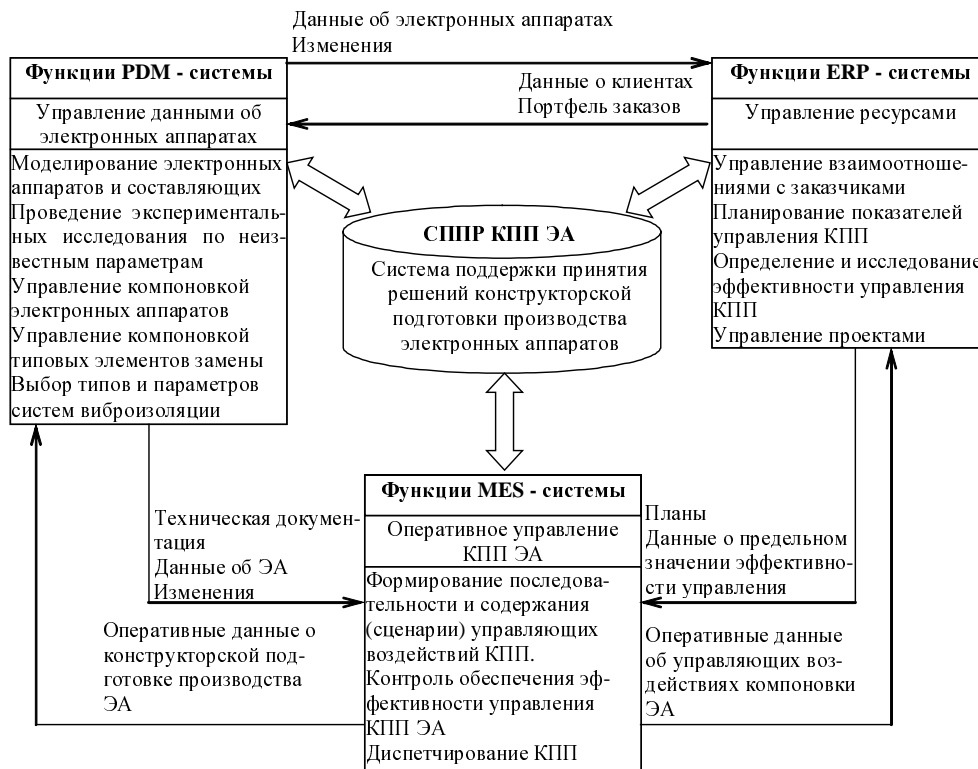 Данные об электронных аппаратах
Изменения
Функции PDM - системы
Управление данными об
электронных аппаратах
Моделирование электронных
аппаратов и составляющих
Проведение эксперименталь-
ных исследования по неиз-
вестным параметрам
Управление компоновкой
электронных аппаратов
Управление компоновкой
типовых элементов замены
Выбор типов и параметров
систем виброизоляции
Данные о клиентах
Портфель заказов
Функции ERP - системы
Управление ресурсами
Управление взаимоотноше-
ниями с заказчиками
Планирование показателей
управления КПП
Определение и исследование
эффективности управления
КПП
Управление проектами
СППР КПП ЭА
Система поддержки принятия
решений конструкторской
подготовки производства
электронных аппаратов
Техническая докумен-
тация
Данные об ЭА
Изменения
Оперативные данные о
конструкторской под-
готовке производства
ЭА
Функции MES - системы
Оперативное управление
КПП ЭА
Формирование последова-
тельности и содержания
(сценарии) управляющих
воздействий КПП.
Контроль обеспечения эф-
фективности управления
КПП ЭА
Диспетчирование КПП
Планы
Данные о предельном
значении эффективно-
сти управления
Оперативные данные
об управляющих воз-
действиях компоновки
ЭА